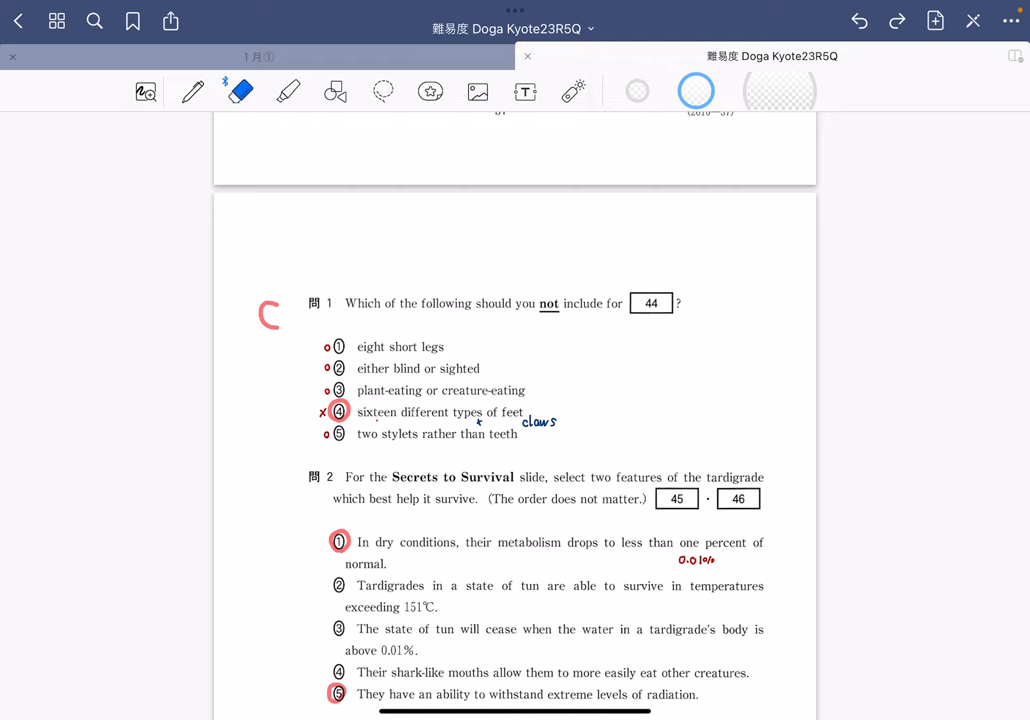 難易度 Doga Kyote23R5Q
1月①
難易度 Doga Kyote23R5Q
T
C
問 1 Which of the following should you not include for 44 ?
o ① eight short legs
o ② either blind or sighted
o ③ plant-eating or creature-eating
x ④ sixteen different types of feet
x claws
o ⑤ two stylets rather than teeth
問 2 For the Secrets to Survival slide, select two features of the tardigrade
which best help it survive. (The order does not matter.) 45 · 46
① In dry conditions, their metabolism drops to less than one percent of
normal.
0.01%
② Tardigrades in a state of tun are able to survive in temperatures
exceeding 151℃.
③ The state of tun will cease when the water in a tardigrade's body is
above 0.01%.
④ Their shark-like mouths allow them to more easily eat other creatures.
⑤ They have an ability to withstand extreme levels of radiation.